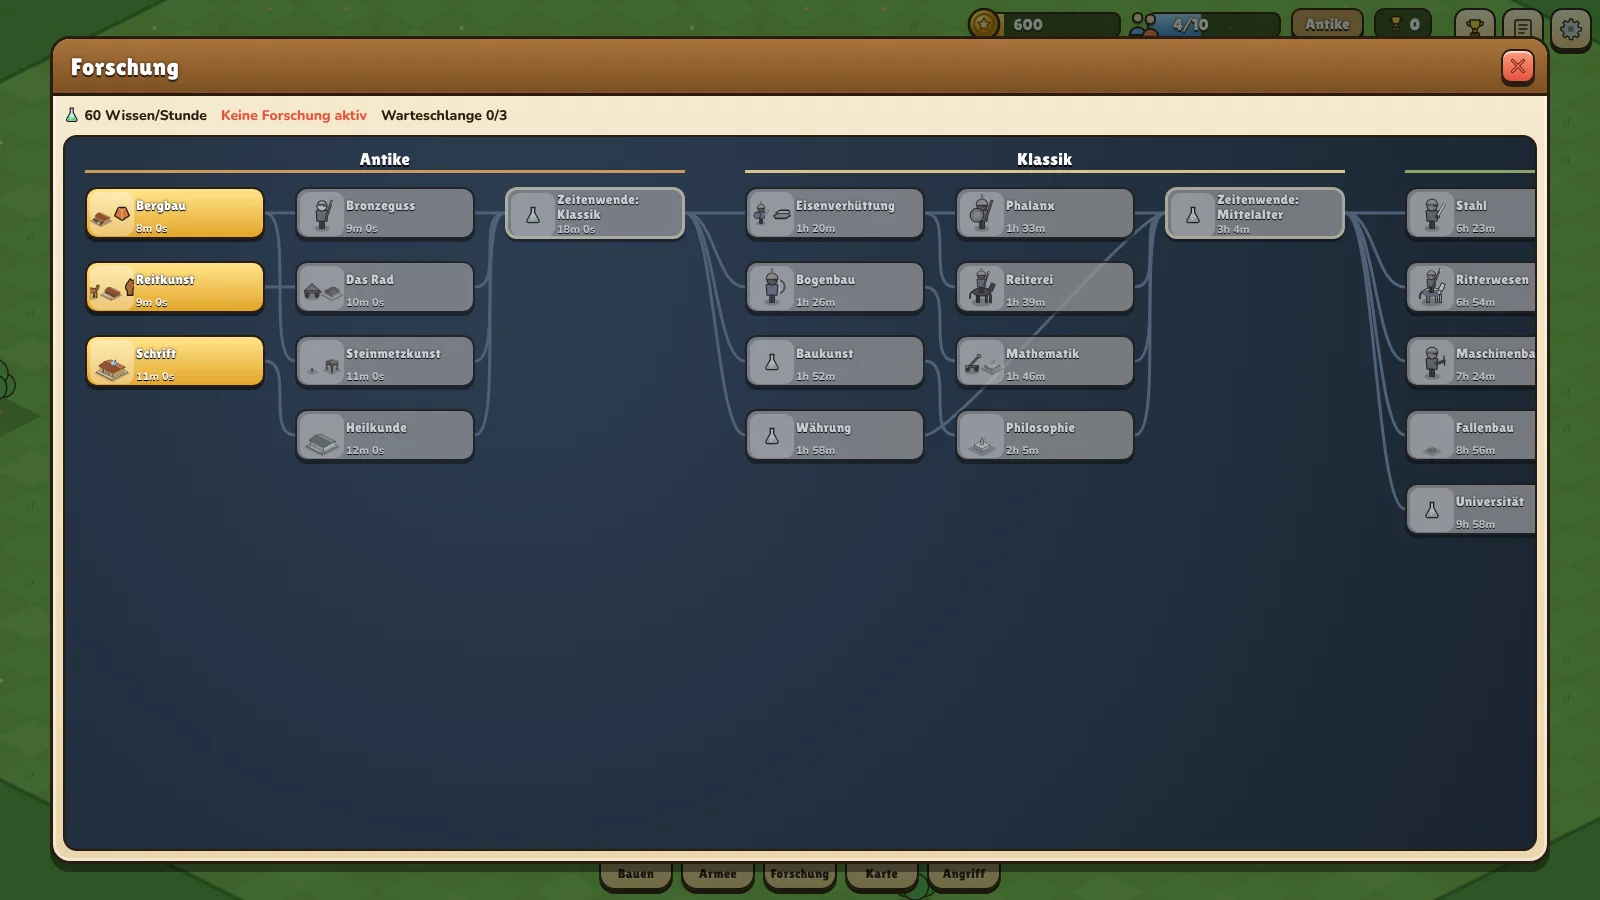 600
4/10
Antike
0
Forschung
60 Wissen/Stunde Keine Forschung aktiv Warteschlange 0/3
Antike
Klassik
Bergbau
8m 0s
Bronzeguss
9m 0s
Zeitenwende:
Klassik
18m 0s
Eisenverhüttung
1h 20m
Phalanx
1h 33m
Zeitenwende:
Mittelalter
3h 4m
Stahl
6h 23m
Reitkunst
9m 0s
Das Rad
10m 0s
Bogenbau
1h 26m
Reiterei
1h 39m
Ritterwesen
6h 54m
Schrift
11m 0s
Steinmetzkunst
11m 0s
Baukunst
1h 52m
Mathematik
1h 46m
Maschinenba
7h 24m
Heilkunde
12m 0s
Währung
1h 58m
Philosophie
2h 5m
Fallenbau
8h 56m
Universität
9h 58m
Bauen
Armee
Forschung
Karte
Angriff